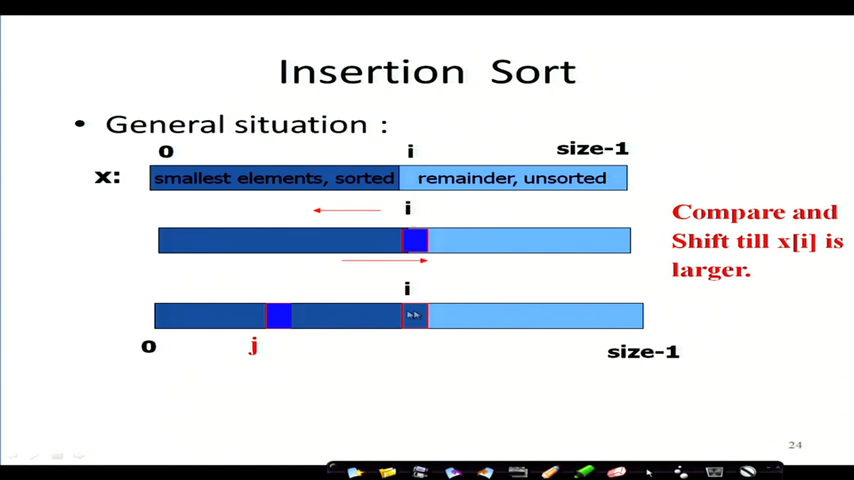 Insertion Sort
• General situation :
0 i size-1
x: smallest elements, sorted remainder, unsorted
i
Compare and
Shift till x[i] is
larger.
i
0 j size-1
24